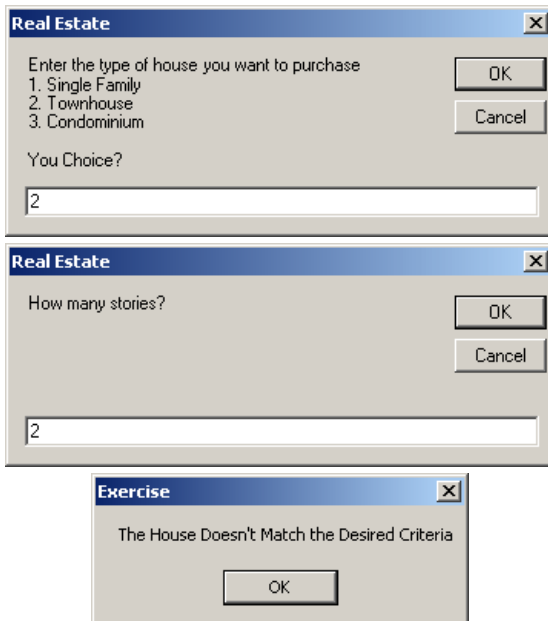 Real Estate
Enter the type of house you want to purchase
1. Single Family
2. Townhouse
3. Condominium
You Choice?
OK
Cancel
2
Real Estate
How many stories?
OK
Cancel
2
Exercise
The House Doesn't Match the Desired Criteria
OK